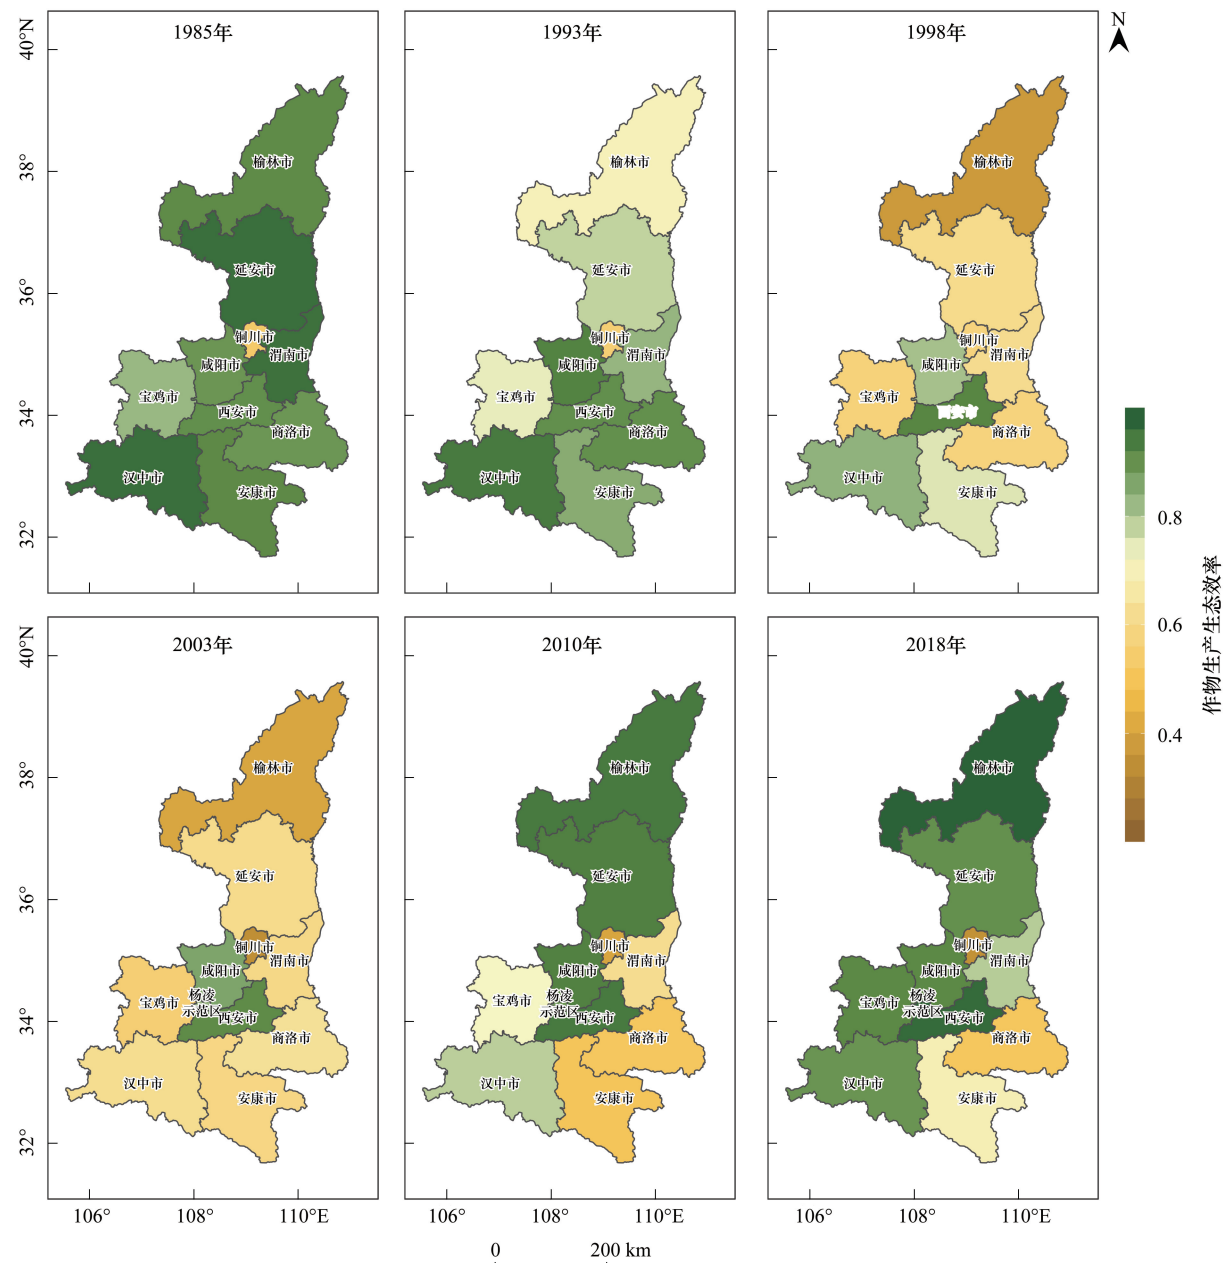 1985年
1993年
1998年
N
40°N
38°
36°
34°
32°
榆林市
延安市
铜川市
渭南市
咸阳市
宝鸡市
西安市
商洛市
汉中市
安康市
榆林市
延安市
铜川市
渭南市
咸阳市
宝鸡市
西安市
商洛市
汉中市
安康市
榆林市
延安市
铜川市
渭南市
咸阳市
宝鸡市
西安市
商洛市
汉中市
安康市
0.8
0.6
0.4
作物生产生态效率
2003年
2010年
2018年
40°N
38°
36°
34°
32°
榆林市
延安市
铜川市
渭南市
咸阳市
宝鸡市
杨凌
示范区
西安市
商洛市
汉中市
安康市
榆林市
延安市
铜川市
渭南市
咸阳市
宝鸡市
杨凌
示范区
西安市
商洛市
汉中市
安康市
榆林市
延安市
铜川市
渭南市
咸阳市
宝鸡市
杨凌
示范区
西安市
商洛市
汉中市
安康市
106°
108°
110°E
106°
108°
110°E
106°
108°
110°E
0
200 km